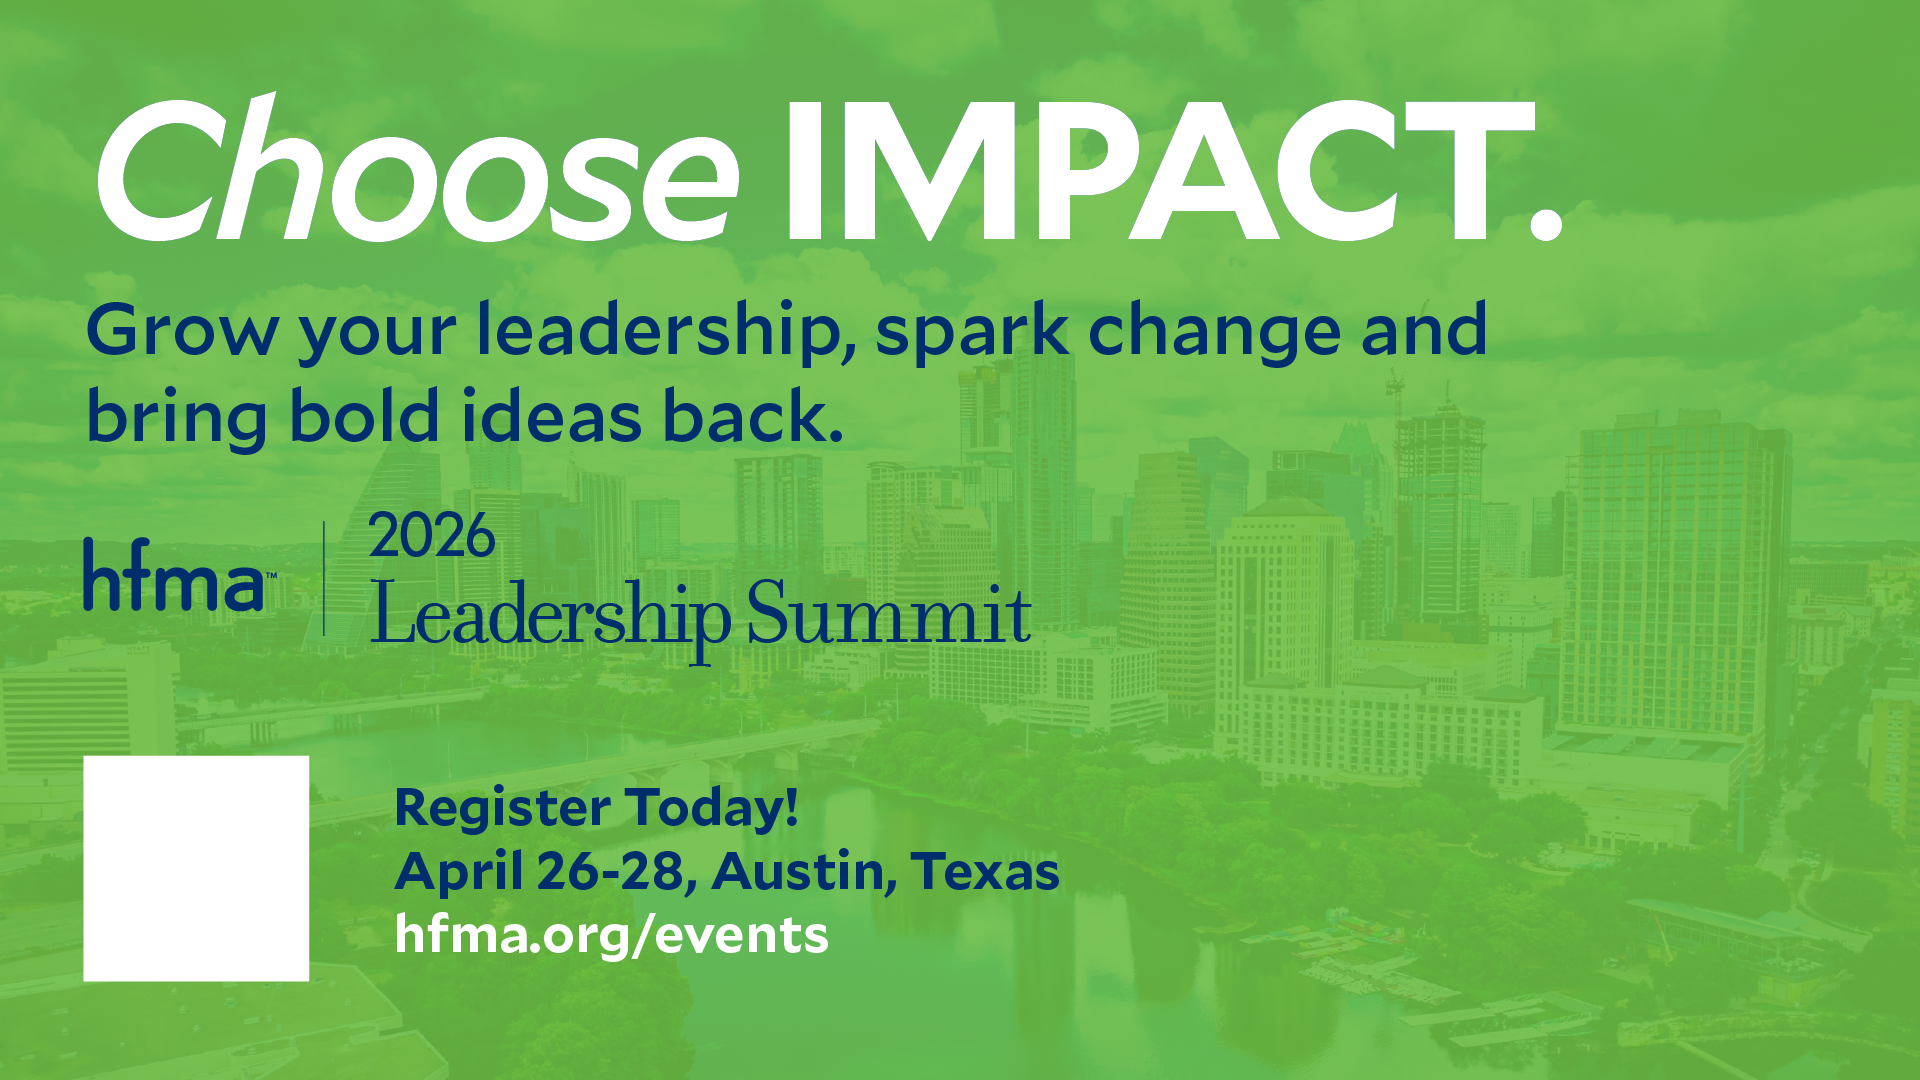 Choose IMPACT.
Grow your leadership, spark change and
bring bold ideas back.
hfma™
2026
Leadership Summit
Register Today!
April 26-28, Austin, Texas
hfma.org/events